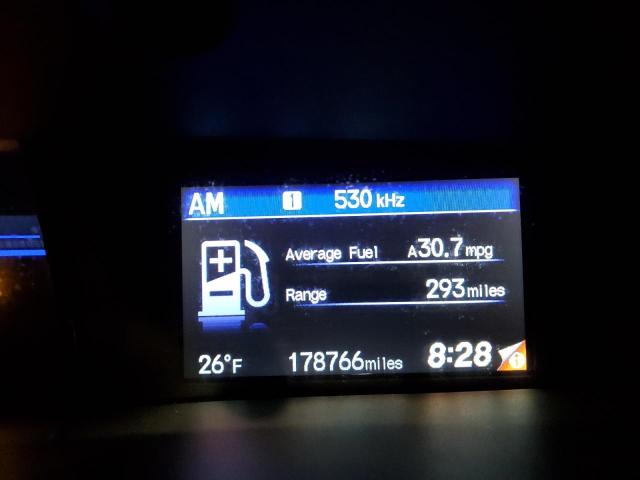 AM 1 530 kHz
Average Fuel A30.7 mpg
Range 293 miles
26°F 178766 miles 8:28 i